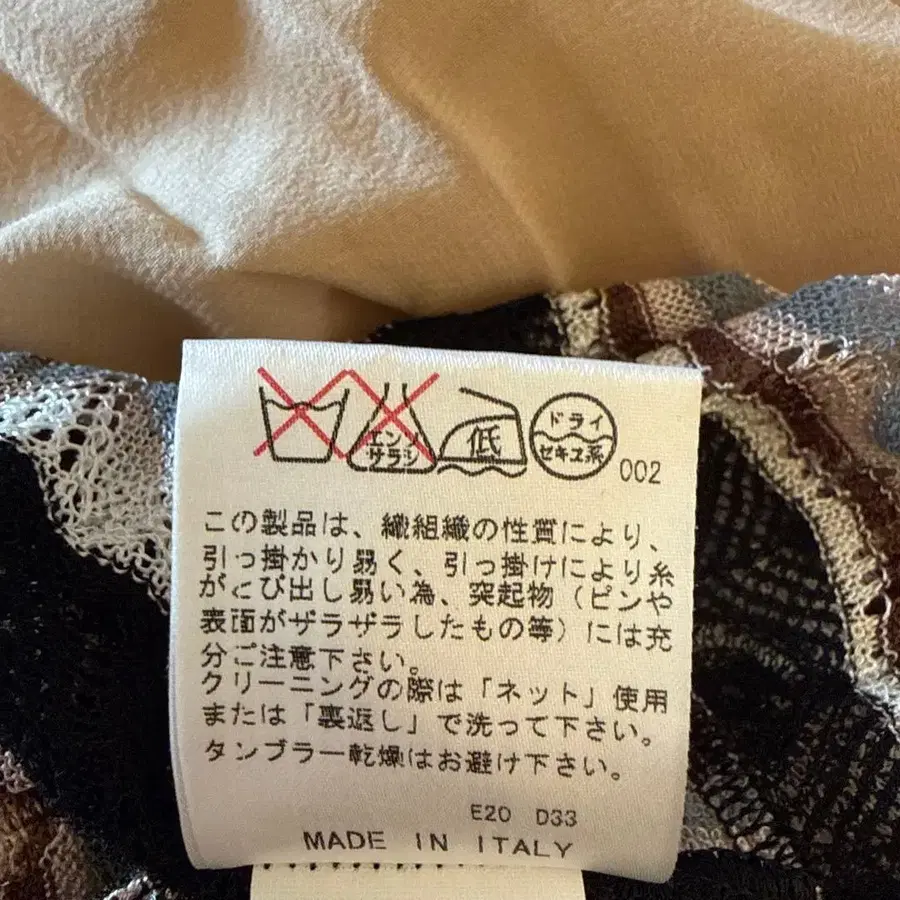 エンソ
サラシ
低
ドライ
セキユ系
002
この製品は、繊組織の性質により、
引っ掛かり易く、引っ掛けにより糸
がとび出し易い為、突起物（ピンや
表面がザラザラしたもの等）には充
分ご注意下さい。
クリーニングの際は「ネット」使用
または「裏返し」で洗って下さい。
タンブラー乾燥はお避け下さい。
E20 D33
MADE IN ITALY